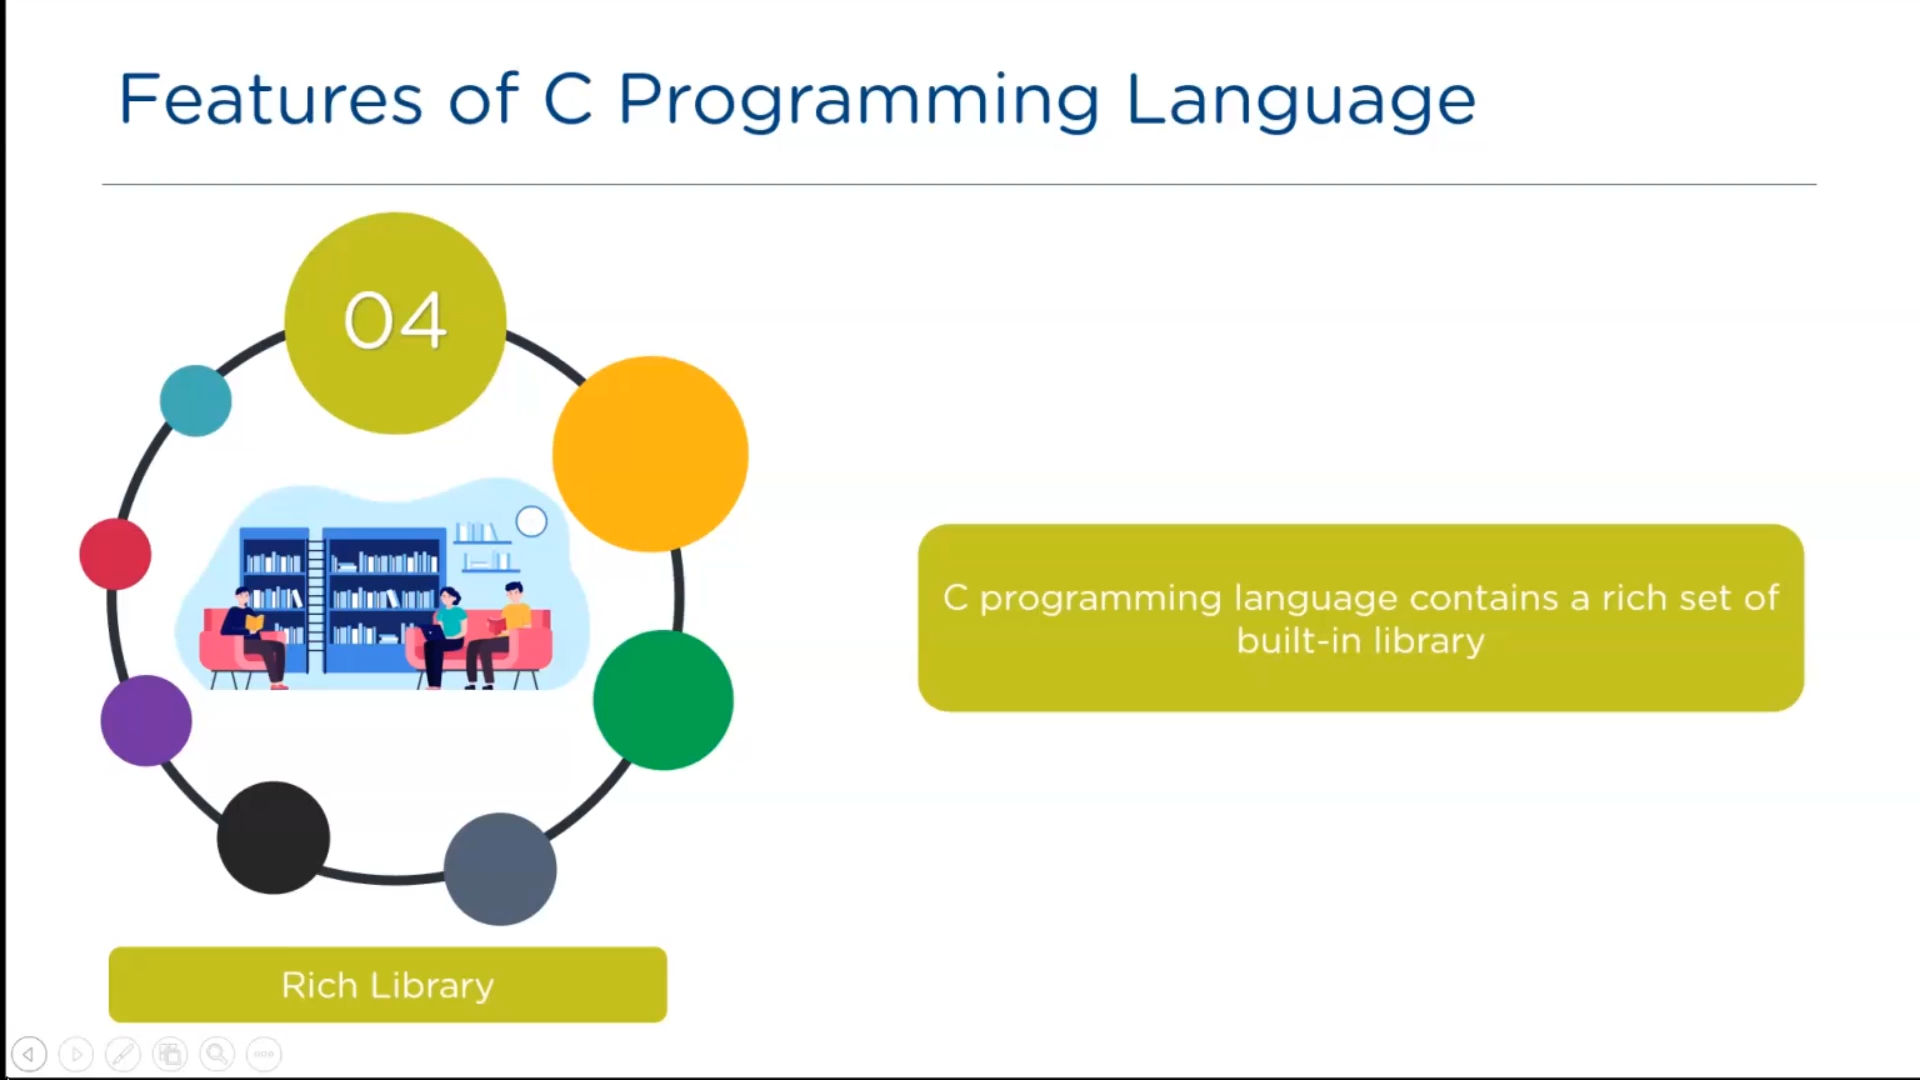 Features of C Programming Language
04
C programming language contains a rich set of
built-in library
Rich Library